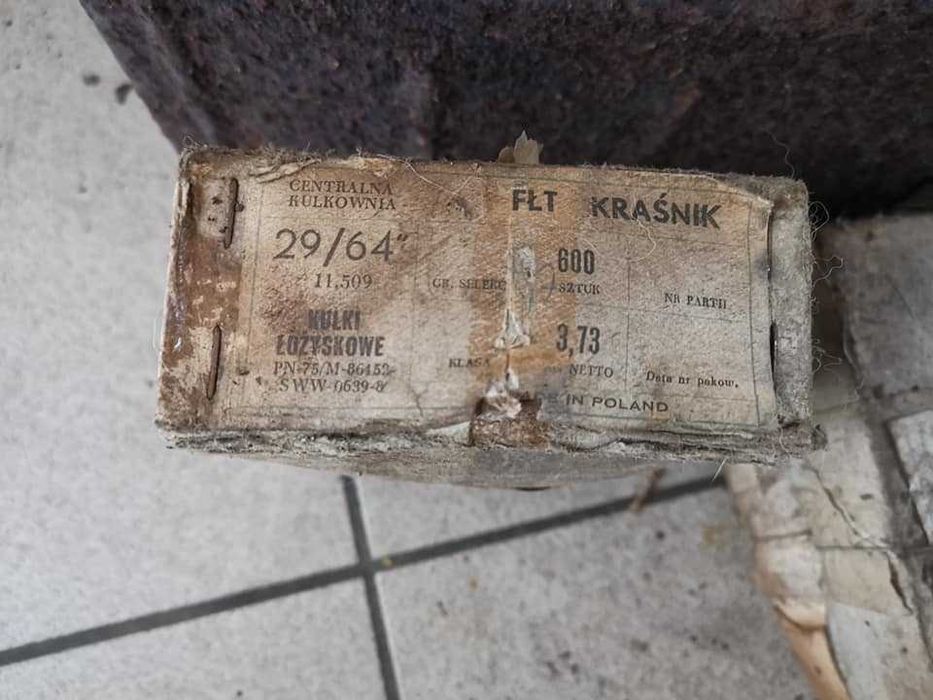 CENTRALNA
KULKOWNIA
29/64"
11,509
KULKI
ŁOŻYSKOWE
PN-75/M-86452
SWW-0639-8
FŁT KRAŚNIK
GR. SELEKC
600
SZTUK
NR PARTII
KLASA
3,73
NETTO
Data nr pakow.
IN POLAND